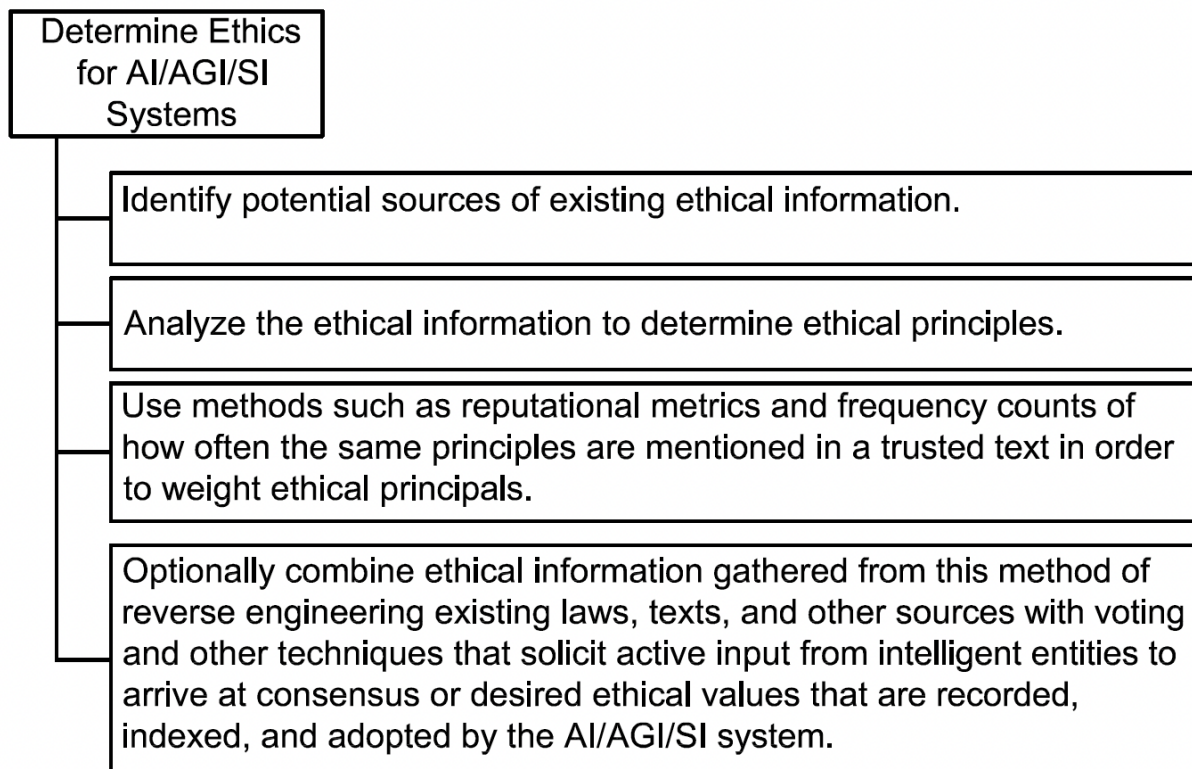 Determine Ethics
for AI/AGI/SI
Systems
Identify potential sources of existing ethical information.
Analyze the ethical information to determine ethical principles.
Use methods such as reputational metrics and frequency counts of
how often the same principles are mentioned in a trusted text in order
to weight ethical principals.
Optionally combine ethical information gathered from this method of
reverse engineering existing laws, texts, and other sources with voting
and other techniques that solicit active input from intelligent entities to
arrive at consensus or desired ethical values that are recorded,
indexed, and adopted by the AI/AGI/SI system.